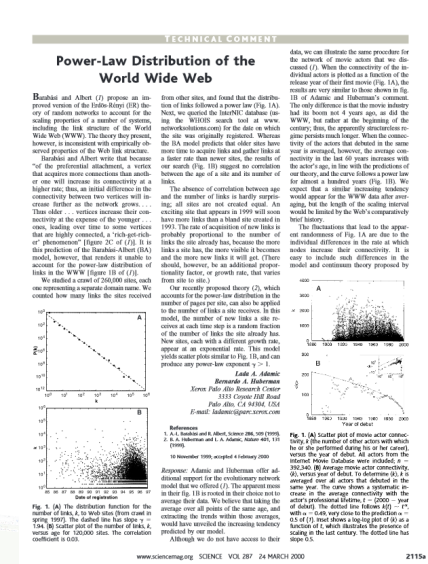 TECHNICAL COMMENT
Power-Law Distribution of the
World Wide Web
Barabási and Albert (1) propose an im-
proved version of the Erdös-Rényi (ER) the-
ory of random networks to account for the
scaling properties of a number of systems,
including the link structure of the World
Wide Web (WWW). The theory they present,
however, is inconsistent with empirically ob-
served properties of the Web link structure.
Barabási and Albert write that because
"of the preferential attachment, a vertex
that acquires more connections than anoth-
er one will increase its connectivity at a
higher rate; thus, an initial difference in the
connectivity between two vertices will in-
crease further as the network grows. . . .
Thus older . . . vertices increase their con-
nectivity at the expense of the younger . . .
ones, leading over time to some vertices
that are highly connected, a 'rich-get-rich-
er' phenomenon" [figure 2C of (1)]. It is
this prediction of the Barabási-Albert (BA)
model, however, that renders it unable to
account for the power-law distribution of
links in the WWW [figure 1B of (1)].
We studied a crawl of 260,000 sites, each
one representing a separate domain name. We
counted how many links the sites received
A
B
Date of registration
Fig. 1. (A) The distribution function for the
number of links, k, to Web sites (from crawl in
spring 1997). The dashed line has slope γ =
1.94. (B) Scatter plot of the number of links, k,
versus age for 120,000 sites. The correlation
coefficient is 0.03.
from other sites, and found that the distribu-
tion of links followed a power law (Fig. 1A).
Next, we queried the InterNIC database (us-
ing the WHOIS search tool at www.
networksolutions.com) for the date on which
the site was originally registered. Whereas
the BA model predicts that older sites have
more time to acquire links and gather links at
a faster rate than newer sites, the results of
our search (Fig. 1B) suggest no correlation
between the age of a site and its number of
links.
The absence of correlation between age
and the number of links is hardly surpris-
ing; all sites are not created equal. An
exciting site that appears in 1999 will soon
have more links than a bland site created in
1993. The rate of acquisition of new links is
probably proportional to the number of
links the site already has, because the more
links a site has, the more visible it becomes
and the more new links it will get. (There
should, however, be an additional propor-
tionality factor, or growth rate, that varies
from site to site.)
Our recently proposed theory (2), which
accounts for the power-law distribution in the
number of pages per site, can also be applied
to the number of links a site receives. In this
model, the number of new links a site re-
ceives at each time step is a random fraction
of the number of links the site already has.
New sites, each with a different growth rate,
appear at an exponential rate. This model
yields scatter plots similar to Fig. 1B, and can
produce any power-law exponent γ > 1.
Lada A. Adamic
Bernardo A. Huberman
Xerox Palo Alto Research Center
3333 Coyote Hill Road
Palo Alto, CA 94304, USA
E-mail: ladamic@parc.xerox.com
References
1. A.-L. Barabási and R. Albert, Science 286, 509 (1999).
2. B. A. Huberman and L. A. Adamic, Nature 401, 131
(1999).
10 November 1999; accepted 4 February 2000
Response: Adamic and Huberman offer ad-
ditional support for the evolutionary network
model that we offered (1). The apparent mess
in their fig. 1B is rooted in their choice not to
average their data. We believe that taking the
average over all points of the same age, and
extracting the trends within those averages,
would have unveiled the increasing tendency
predicted by our model.
Although we do not have access to their
data, we can illustrate the same procedure for
the network of movie actors that we dis-
cussed (1). When the connectivity of the in-
dividual actors is plotted as a function of the
release year of their first movie (Fig. 1A), the
results are very similar to those shown in fig.
1B of Adamic and Huberman's comment.
The only difference is that the movie industry
had its boom not 4 years ago, as did the
WWW, but rather at the beginning of the
century; thus, the apparently structureless re-
gime persists much longer. When the connec-
tivity of the actors that debuted in the same
year is averaged, however, the average con-
nectivity in the last 60 years increases with
the actor's age, in line with the predictions of
our theory, and the curve follows a power law
for almost a hundred years (Fig. 1B). We
expect that a similar increasing tendency
would appear for the WWW data after aver-
aging, but the length of the scaling interval
would be limited by the Web's comparatively
brief history.
The fluctuations that lead to the appar-
ent randomness of Fig. 1A are due to the
individual differences in the rate at which
nodes increase their connectivity. It is
easy to include such differences in the
model and continuum theory proposed by
A
B
Year of debut
Fig. 1. (A) Scatter plot of movie actor connec-
tivity, k (the number of other actors with which
he or she performed during his or her career),
versus the year of debut. All actors from the
Internet Movie Database were included; n =
392,340. (B) Average movie actor connectivity,
⟨k⟩, versus year of debut. To determine ⟨k⟩, k is
averaged over all actors that debuted in the
same year. The curve shows a systematic in-
crease in the average connectivity with the
actor's professional lifetime, t = (2000 − year
of debut). The dotted line follows k(t) ~ tᵅ,
with α = 0.49, very close to the prediction α =
0.5 of (1). Inset shows a log-log plot of ⟨k⟩ as a
function of t, which illustrates the presence of
scaling in the last century. The dotted line has
slope 0.5.
www.sciencemag.org SCIENCE VOL 287 24 MARCH 2000
2115a